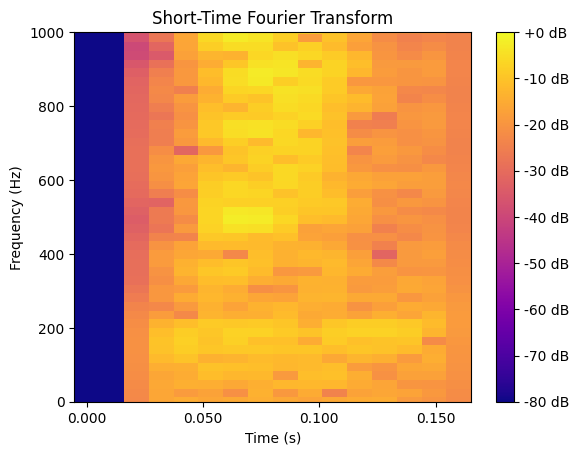 Short-Time Fourier Transform
1000
800
600
400
200
0
Frequency (Hz)
0.000
0.050
0.100
0.150
Time (s)
+0 dB
-10 dB
-20 dB
-30 dB
-40 dB
-50 dB
-60 dB
-70 dB
-80 dB